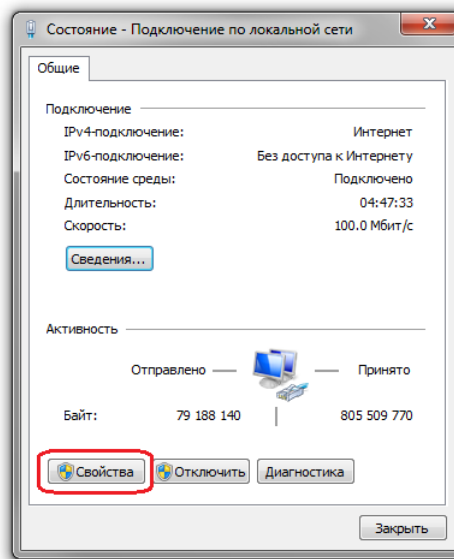 Состояние - Подключение по локальной сети
Общие
Подключение
IPv4-подключение: Интернет
IPv6-подключение: Без доступа к Интернету
Состояние среды: Подключено
Длительность: 04:47:33
Скорость: 100.0 Мбит/с
Сведения...
Активность
Отправлено — — Принято
Байт: 79 188 140 | 805 509 770
Свойства Отключить Диагностика
Закрыть